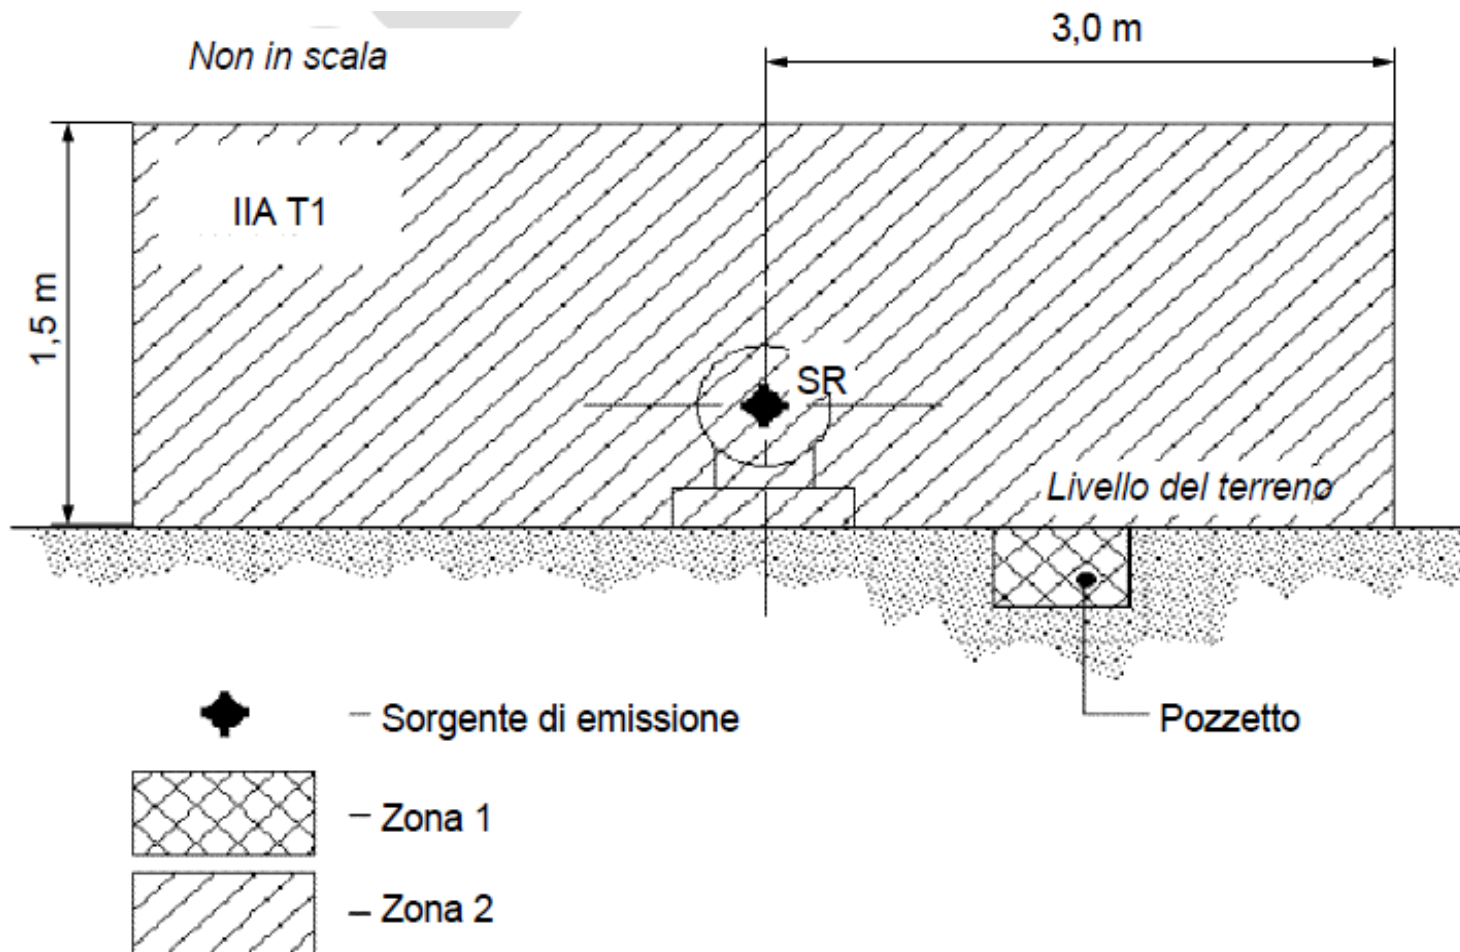 3,0 m
Non in scala
IIA T1
1,5 m
SR
Livello del terreno
– Sorgente di emissione
Pozzetto
– Zona 1
– Zona 2